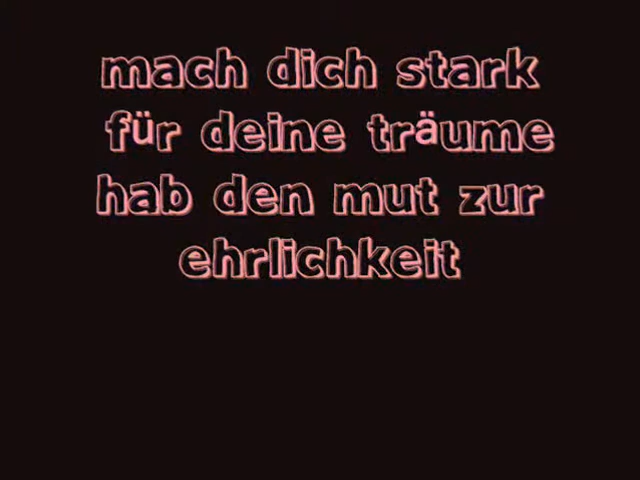 mach dich stark
für deine träume
hab den mut zur
ehrlichkeit